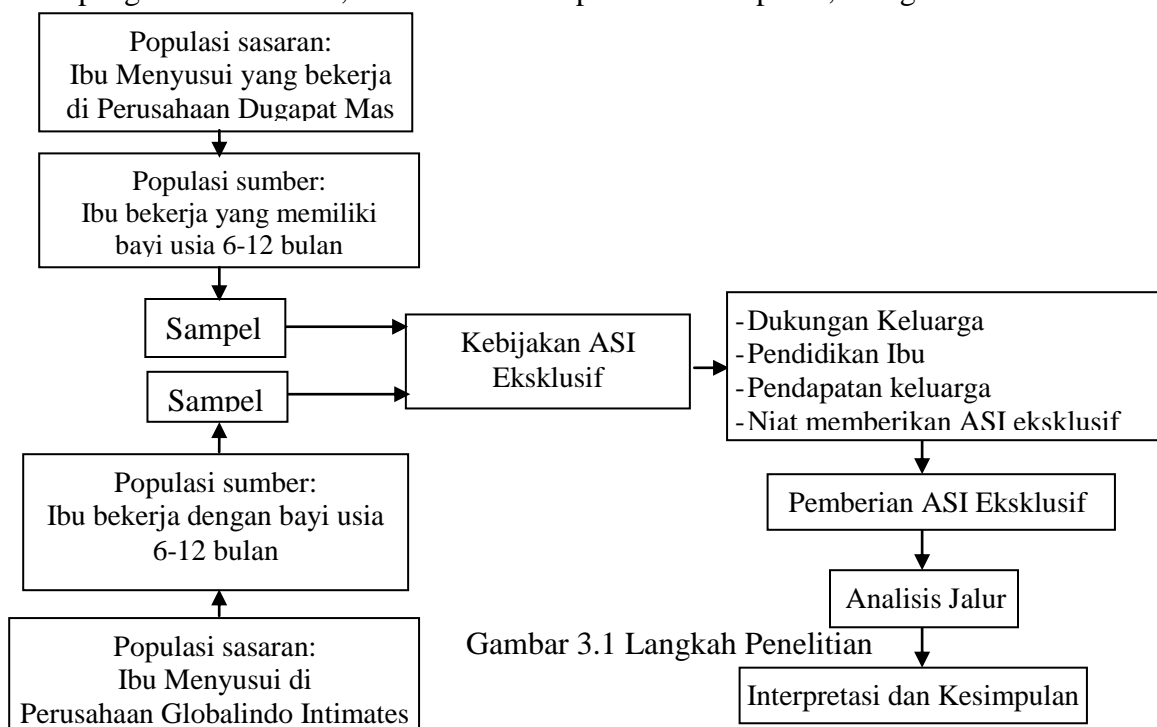 Populasi sasaran:
Ibu Menyusui yang bekerja
di Perusahaan Dugapat Mas
Populasi sumber:
Ibu bekerja yang memiliki
bayi usia 6-12 bulan
Sampel
Sampel
Populasi sumber:
Ibu bekerja dengan bayi usia
6-12 bulan
Populasi sasaran:
Ibu Menyusui di
Perusahaan Globalindo Intimates
Kebijakan ASI
Eksklusif
-Dukungan Keluarga
-Pendidikan Ibu
-Pendapatan keluarga
-Niat memberikan ASI eksklusif
Pemberian ASI Eksklusif
Analisis Jalur
Interpretasi dan Kesimpulan
Gambar 3.1 Langkah Penelitian